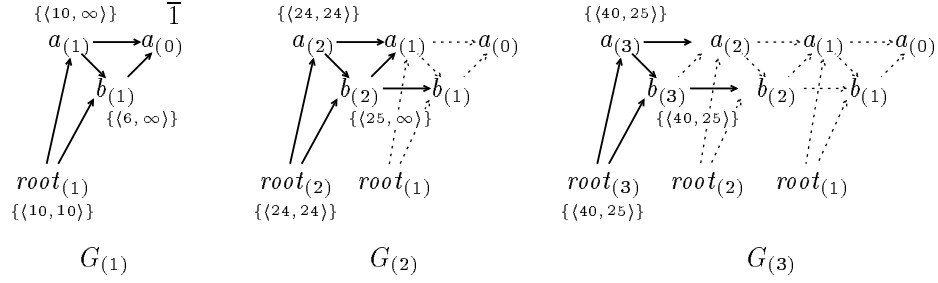 {⟨10,∞⟩} 1̅ {⟨24,24⟩} {⟨40,25⟩}
a(1) a(0) a(2) a(1) a(0) a(3) a(2) a(1) a(0)
b(1) b(2) b(1) b(3) b(2) b(1)
{⟨6,∞⟩} {⟨25,∞⟩} {⟨40,25⟩}
root(1) root(2) root(1) root(3) root(2) root(1)
{⟨10,10⟩} {⟨24,24⟩} {⟨40,25⟩}
G(1) G(2) G(3)